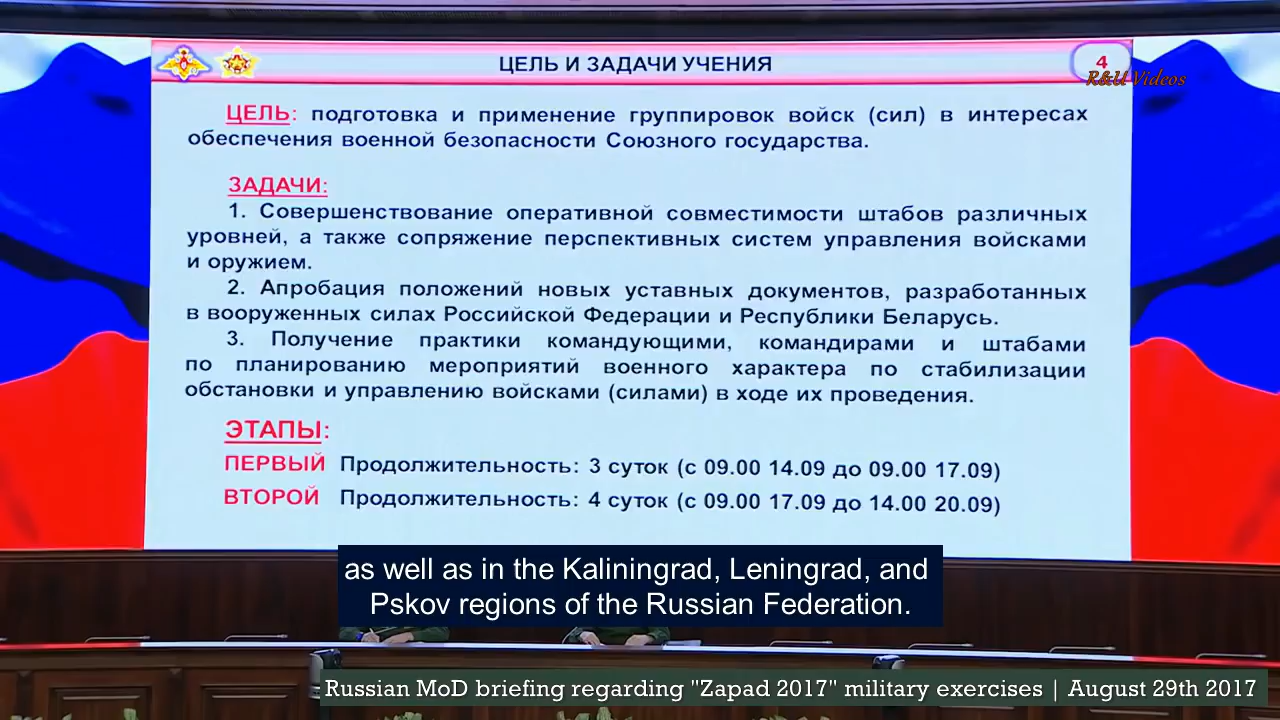 ЦЕЛЬ И ЗАДАЧИ УЧЕНИЯ
4
R&U Videos
ЦЕЛЬ: подготовка и применение группировок войск (сил) в интересах
обеспечения военной безопасности Союзного государства.
ЗАДАЧИ:
1. Совершенствование оперативной совместимости штабов различных
уровней, а также сопряжение перспективных систем управления войсками
и оружием.
2. Апробация положений новых уставных документов, разработанных
в вооруженных силах Российской Федерации и Республики Беларусь.
3. Получение практики командующими, командирами и штабами
по планированию мероприятий военного характера по стабилизации
обстановки и управлению войсками (силами) в ходе их проведения.
ЭТАПЫ:
ПЕРВЫЙ Продолжительность: 3 суток (с 09.00 14.09 до 09.00 17.09)
ВТОРОЙ Продолжительность: 4 суток (с 09.00 17.09 до 14.00 20.09)
as well as in the Kaliningrad, Leningrad, and
Pskov regions of the Russian Federation.
Russian MoD briefing regarding "Zapad 2017" military exercises | August 29th 2017